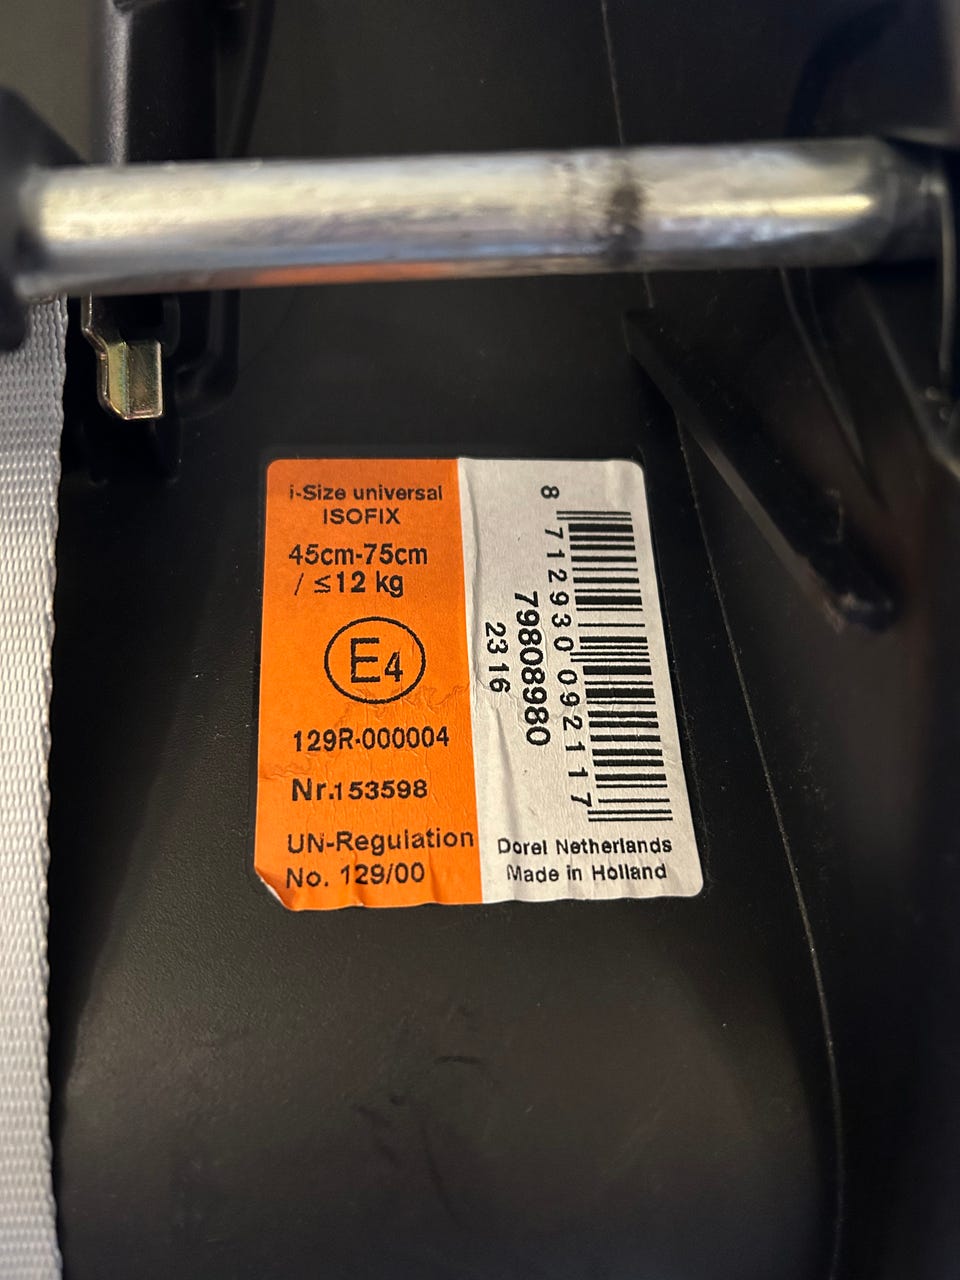 i-Size universal
ISOFIX
45cm-75cm
/ ≤12 kg
E4
129R-000004
Nr.153598
UN-Regulation
No. 129/00
8 712930 092117
79808980
2316
Dorel Netherlands
Made in Holland